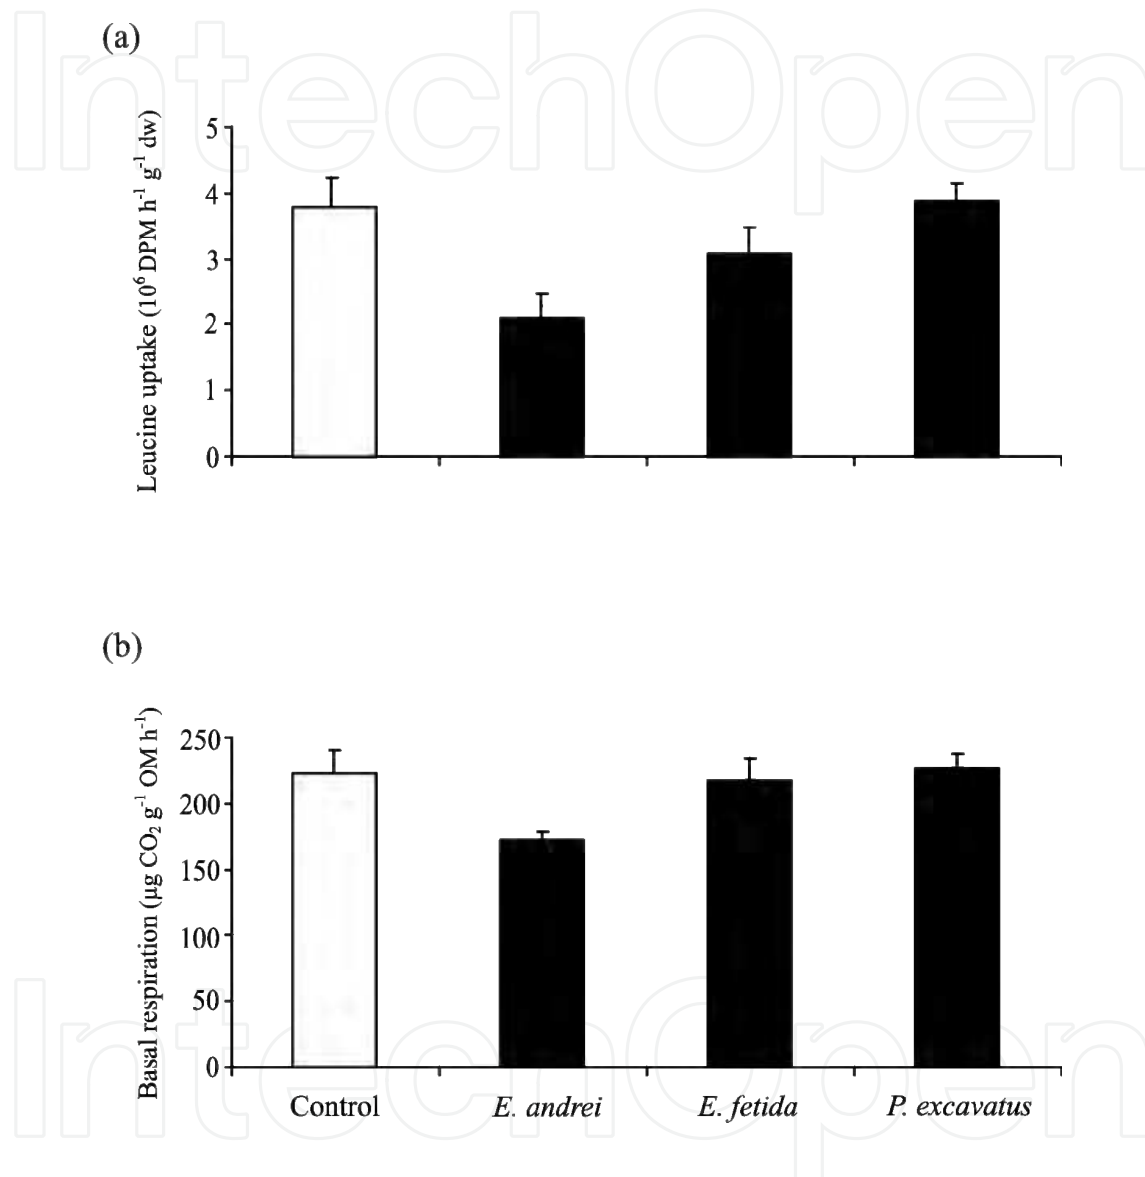 IntechOpen
(a)
Leucine uptake (10⁶ DPM h⁻¹ g⁻¹ dw)
5
4
3
2
1
0
(b)
Basal respiration (µg CO₂ g⁻¹ OM h⁻¹)
250
200
150
100
50
0
Control E. andrei E. fetida P. excavatus
IntechOpen